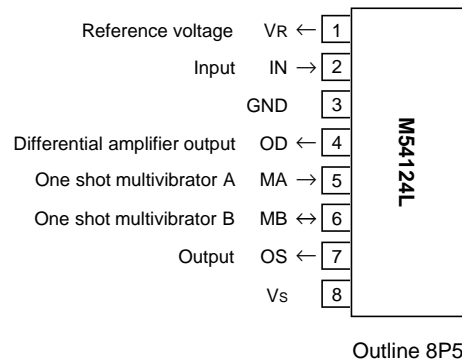 Reference voltage VR ← 1
Input IN → 2
GND 3
Differential amplifier output OD ← 4
One shot multivibrator A MA → 5
One shot multivibrator B MB ↔ 6
Output OS ← 7
VS 8
M54124L
Outline 8P5